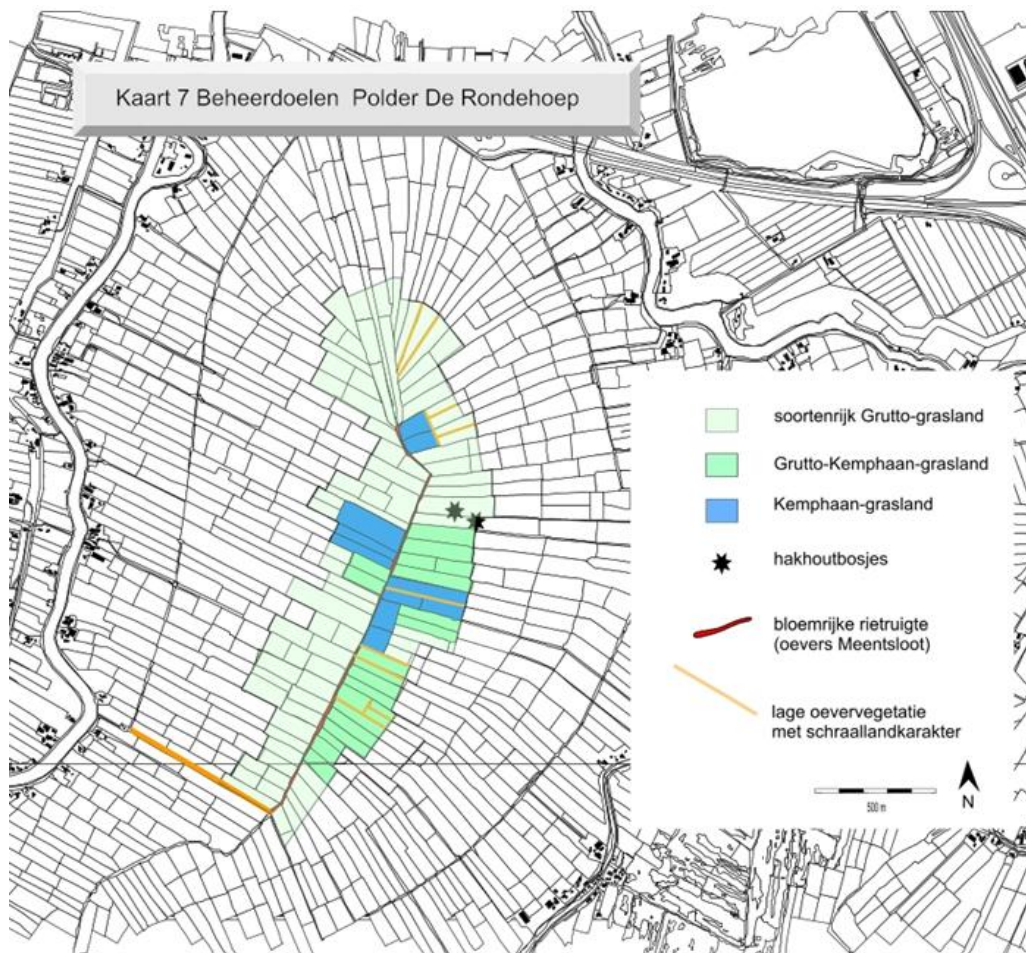 Kaart 7 Beheerdoelen Polder De Rondehoep
soortenrijk Grutto-grasland
Grutto-Kemphaan-grasland
Kemphaan-grasland
hakhoutbosjes
bloemrijke rietruigte
(oevers Meentsloot)
lage oevervegetatie
met schraallandkarakter
500 m
N